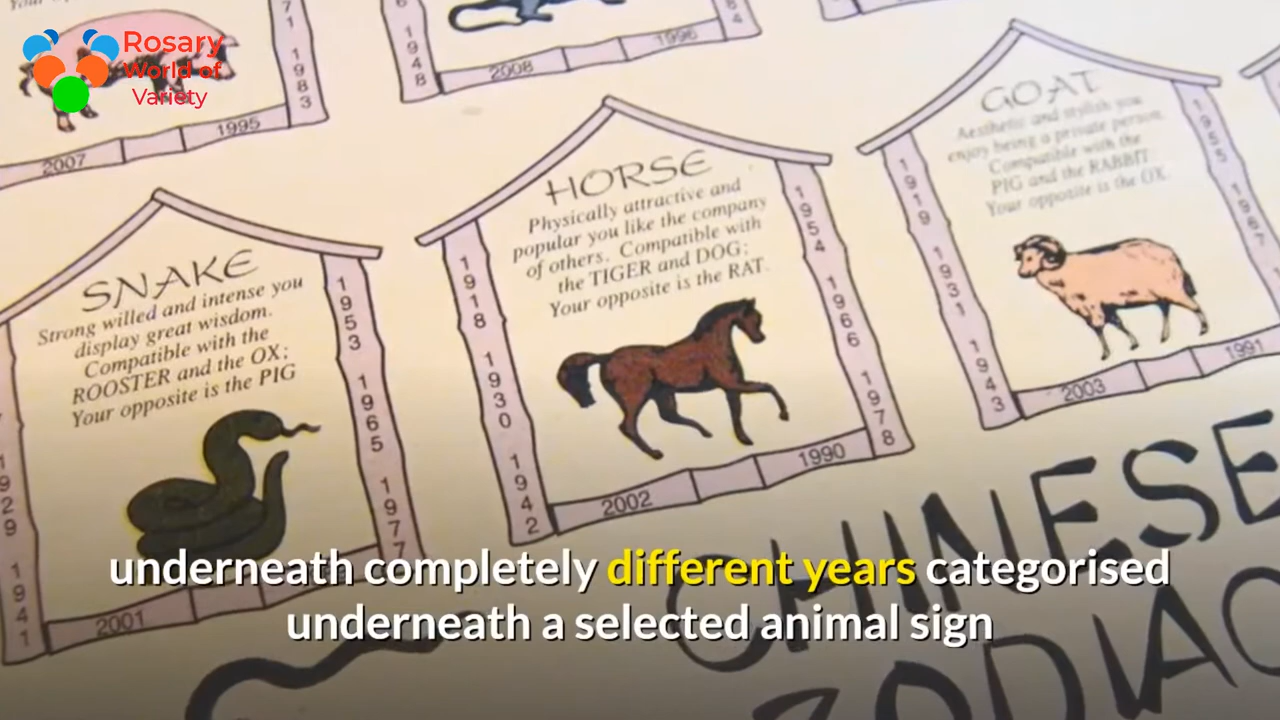 Rosary
World of
Variety
1983
1995
2007
1948
2008
1996
84
SNAKE
Strong willed and intense you
display great wisdom.
Compatible with the
ROOSTER and the OX;
Your opposite is the PIG
1929
1941
1953
1965
1977
2001
HORSE
Physically attractive and
popular you like the company
of others. Compatible with
the TIGER and DOG;
Your opposite is the RAT.
1918
1930
1942
1954
1966
1978
2002
1990
GOAT
Aesthetic and stylish you
enjoy being a private person.
Compatible with the
PIG and the RABBIT.
Your opposite is the OX.
1919
1931
1943
1955
1967
2003
1991
CHINESE
ZODIAC
underneath completely different years categorised
underneath a selected animal sign